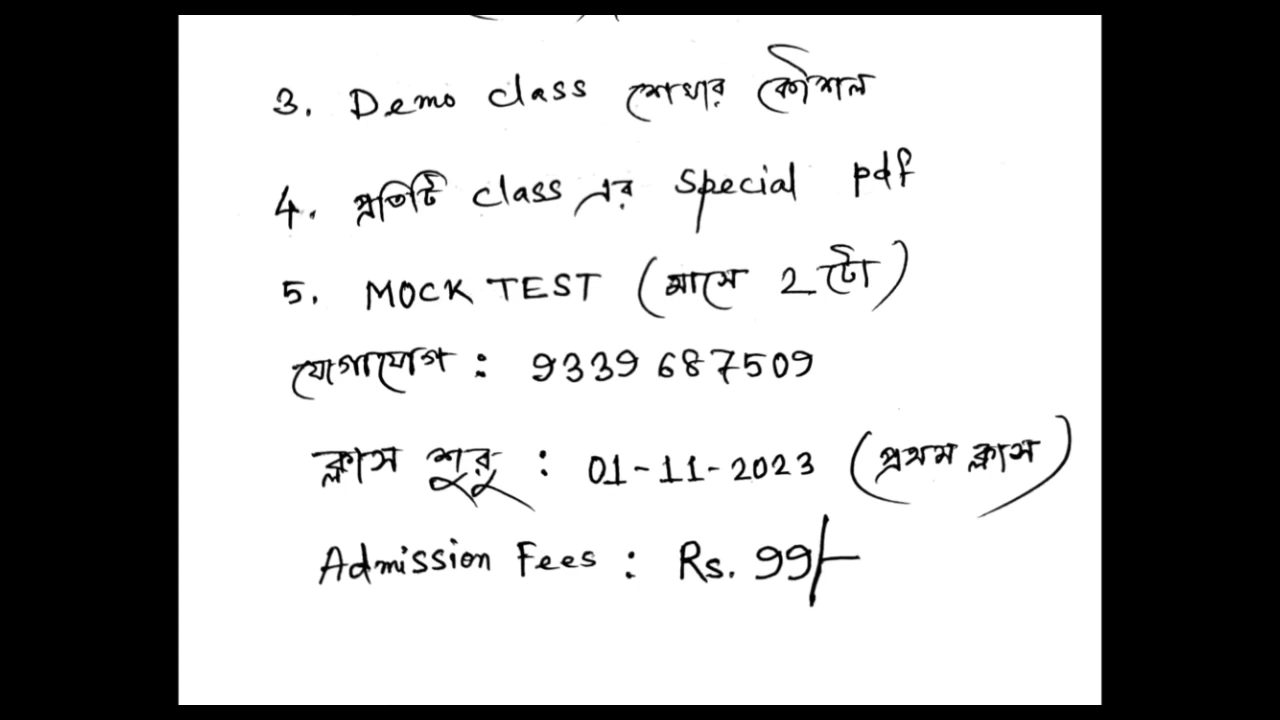 3. Demo class শেখার কৌশল
4. প্রতিটি class এর special pdf
5. MOCK TEST (মাসে 2 টো)
যোগাযোগ : 9339 687509
ক্লাস শুরু : 01-11-2023 (প্রথম ক্লাস)
Admission Fees : Rs. 99/-